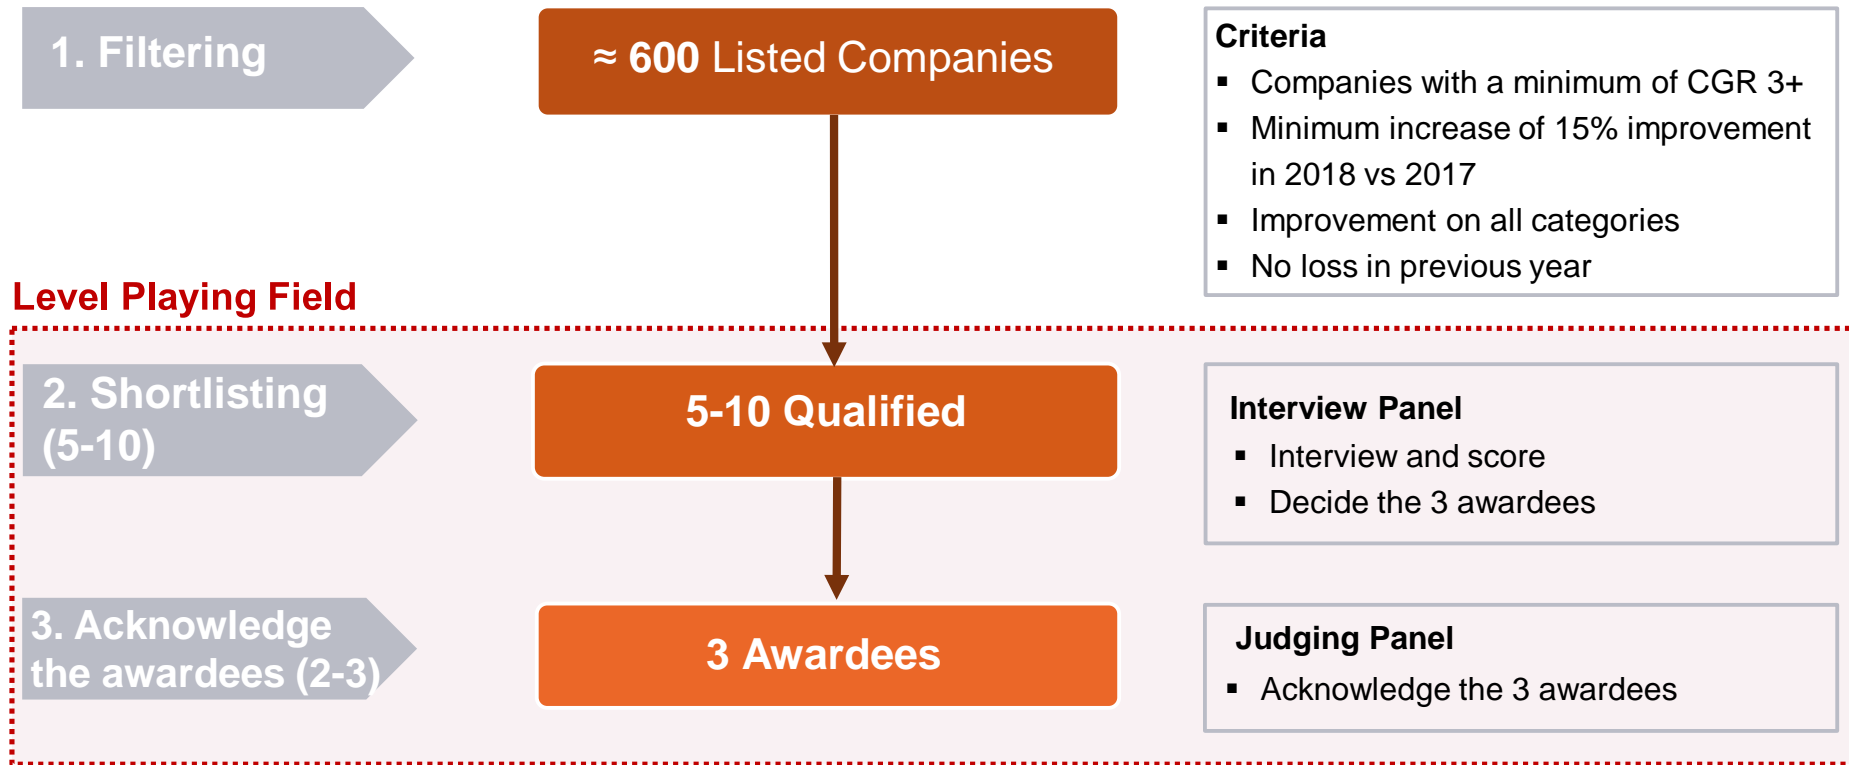 1. Filtering
≈ 600 Listed Companies
Criteria
▪ Companies with a minimum of CGR 3+
▪ Minimum increase of 15% improvement
in 2018 vs 2017
▪ Improvement on all categories
▪ No loss in previous year
Level Playing Field
2. Shortlisting
(5-10)
5-10 Qualified
Interview Panel
▪ Interview and score
▪ Decide the 3 awardees
3. Acknowledge
the awardees (2-3)
3 Awardees
Judging Panel
▪ Acknowledge the 3 awardees